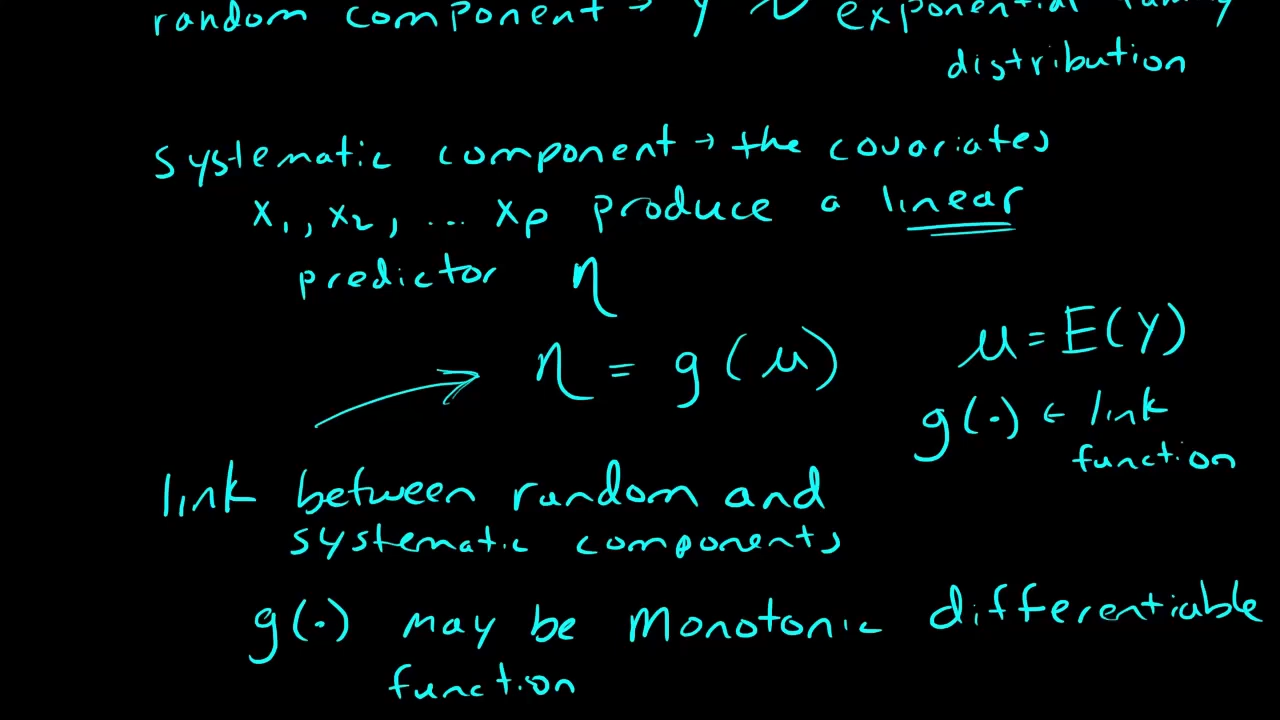 random component → Y ~ exponential family
distribution
systematic component → the covariates
x₁, x₂, ... xp produce a linear
predictor η
η = g(μ)
μ = E(Y)
g(·) ← link
function
link between random and
systematic components
g(·) may be monotonic differentiable
function